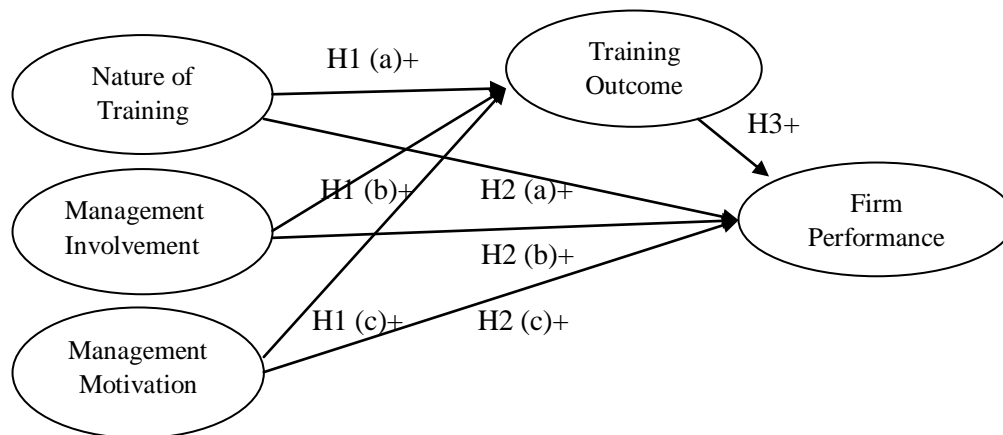 Nature of
Training
H1 (a)+
Training
Outcome
H3+
Management
Involvement
H1 (b)+
H2 (a)+
H2 (b)+
Firm
Performance
Management
Motivation
H1 (c)+
H2 (c)+